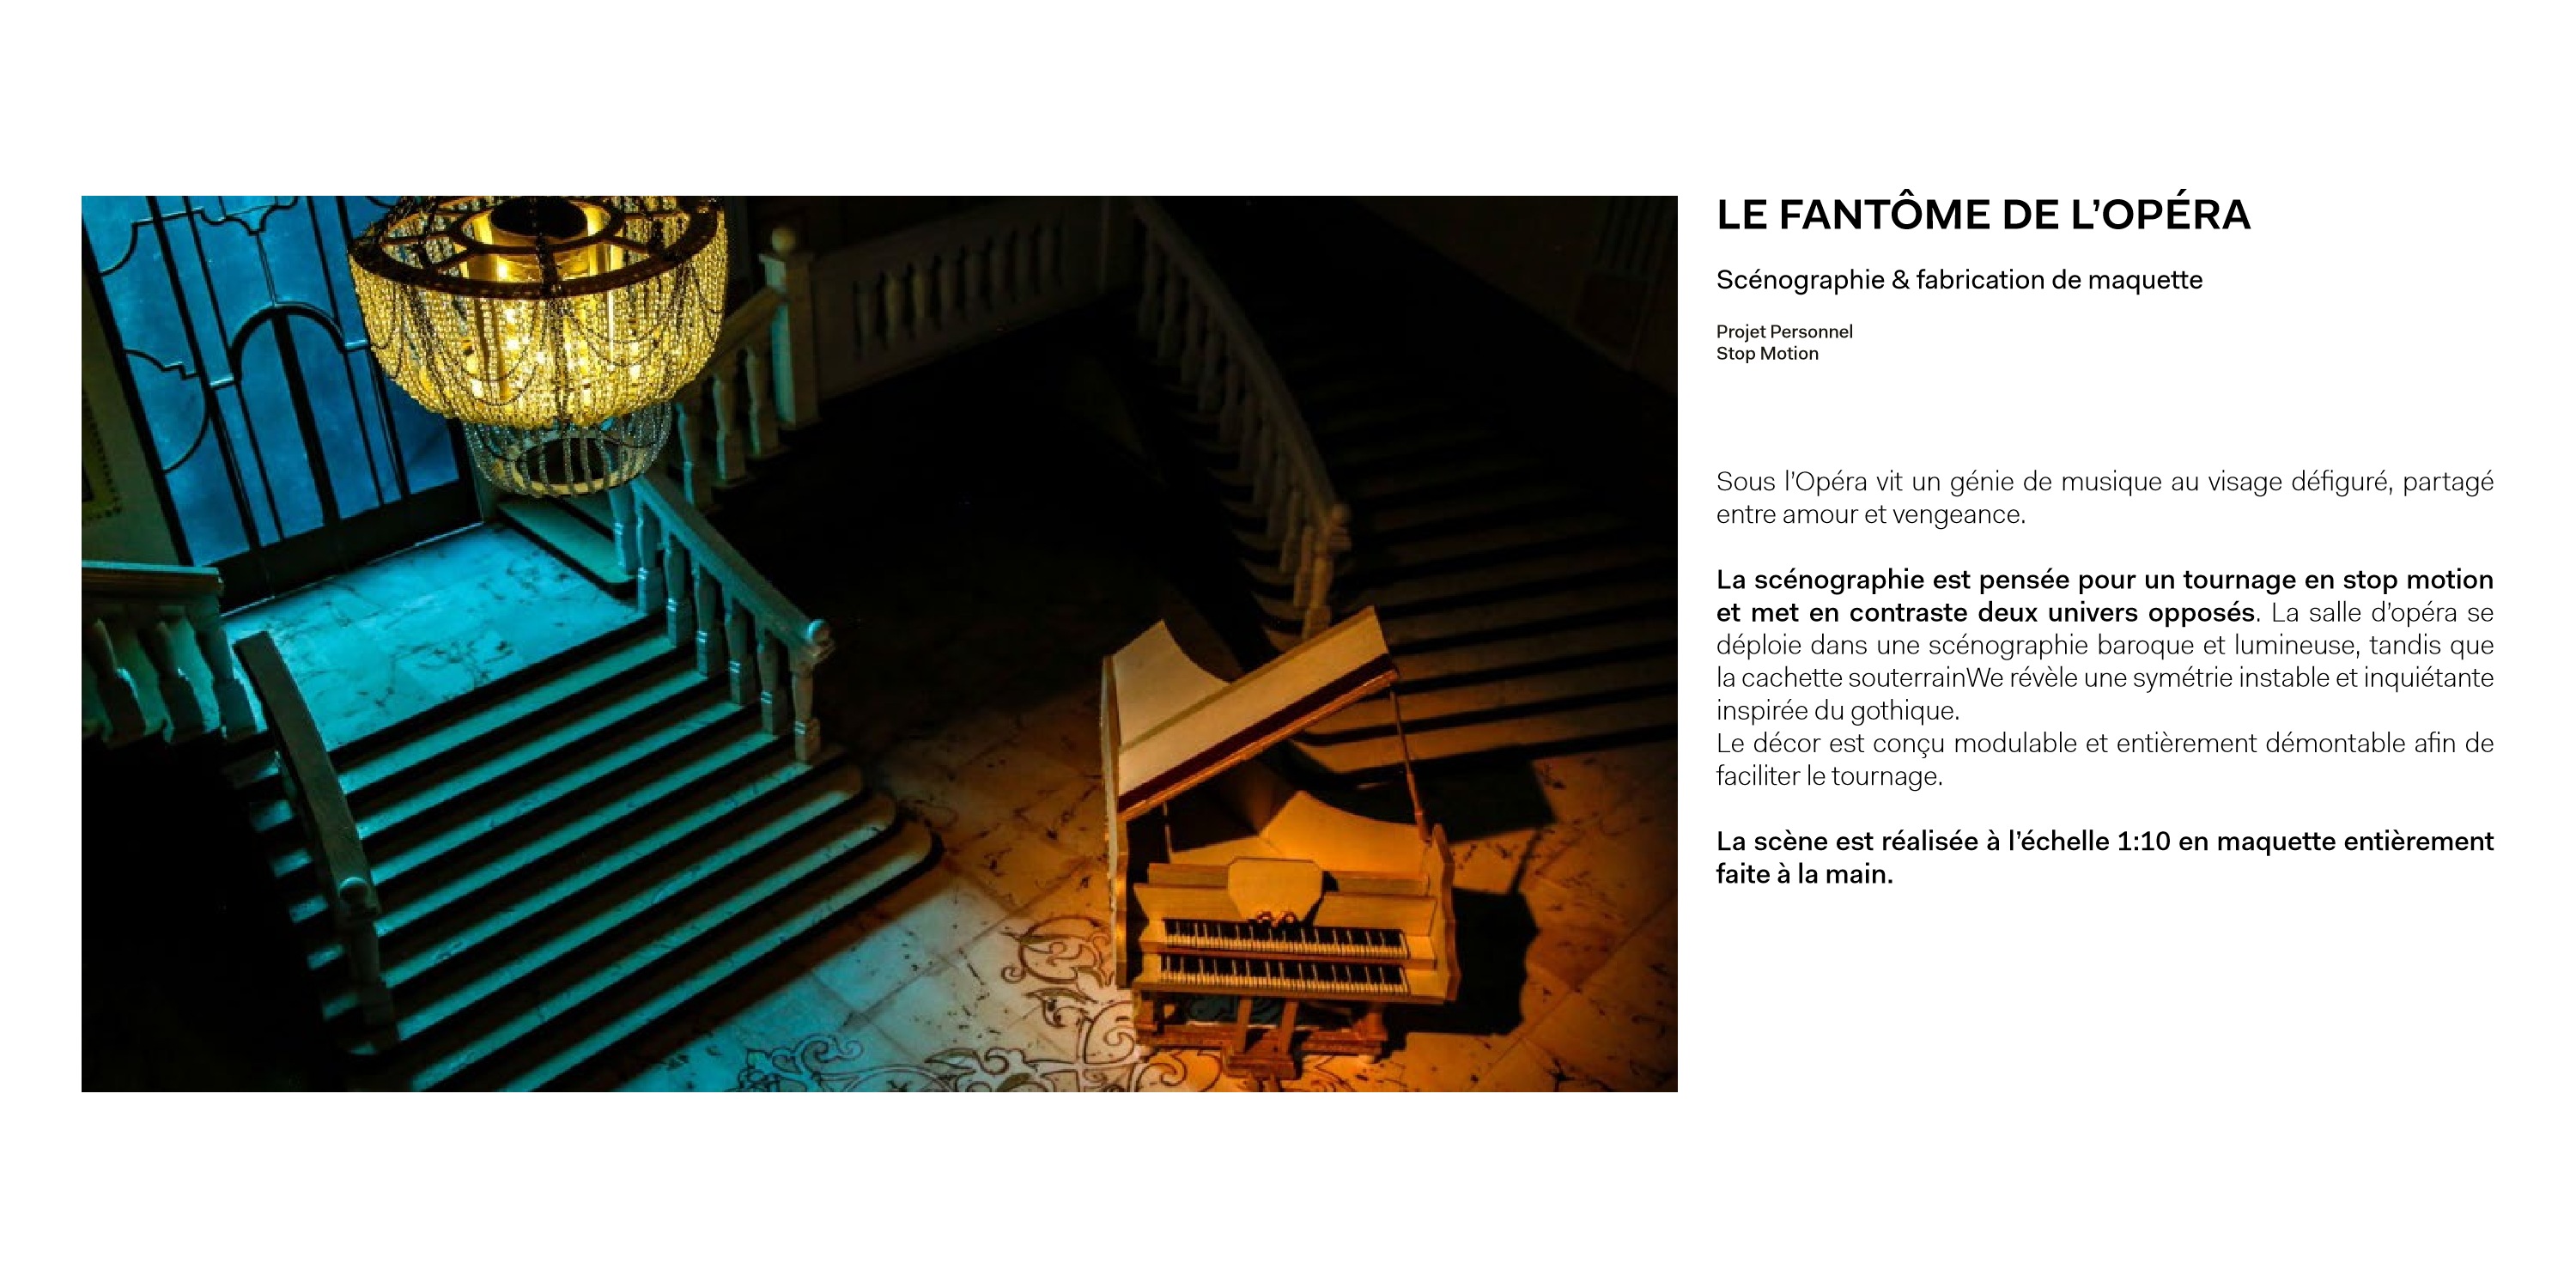 LE FANTÔME DE L’OPÉRA
Scénographie & fabrication de maquette
Projet Personnel
Stop Motion
Sous l’Opéra vit un génie de musique au visage défiguré, partagé
entre amour et vengeance.
La scénographie est pensée pour un tournage en stop motion
et met en contraste deux univers opposés. La salle d’opéra se
déploie dans une scénographie baroque et lumineuse, tandis que
la cachette souterrainWe révèle une symétrie instable et inquiétante
inspirée du gothique.
Le décor est conçu modulable et entièrement démontable afin de
faciliter le tournage.
La scène est réalisée à l’échelle 1:10 en maquette entièrement
faite à la main.